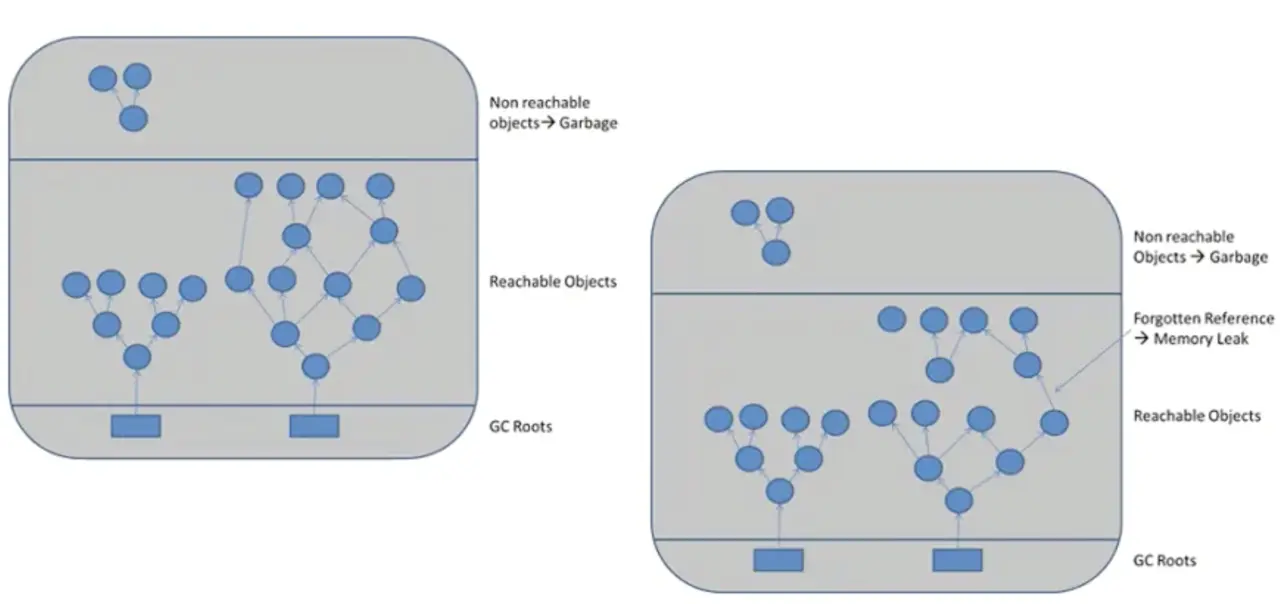 Non reachable
objects→ Garbage
Reachable Objects
GC Roots
Non reachable
Objects → Garbage
Forgotten Reference
→ Memory Leak
Reachable Objects
GC Roots